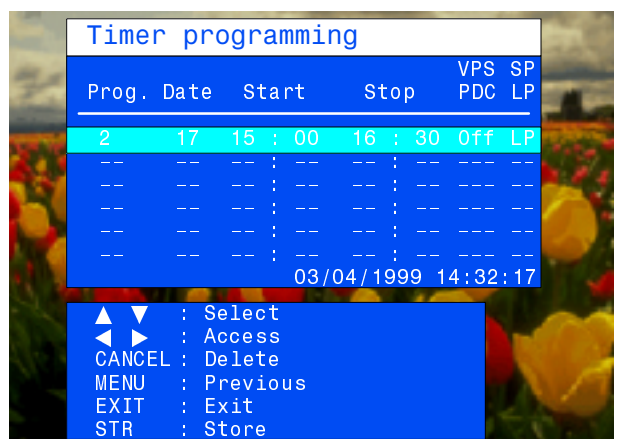 Timer programming
VPS SP
Prog. Date Start Stop PDC LP
2 17 15 : 00 16 : 30 Off LP
-- -- -- : -- -- : -- --- --
-- -- -- : -- -- : -- --- --
-- -- -- : -- -- : -- --- --
-- -- -- : -- -- : -- --- --
-- -- -- : -- -- : -- --- --
03/04/1999 14:32:17
▲ ▼ : Select
◀ ▶ : Access
CANCEL : Delete
MENU : Previous
EXIT : Exit
STR : Store